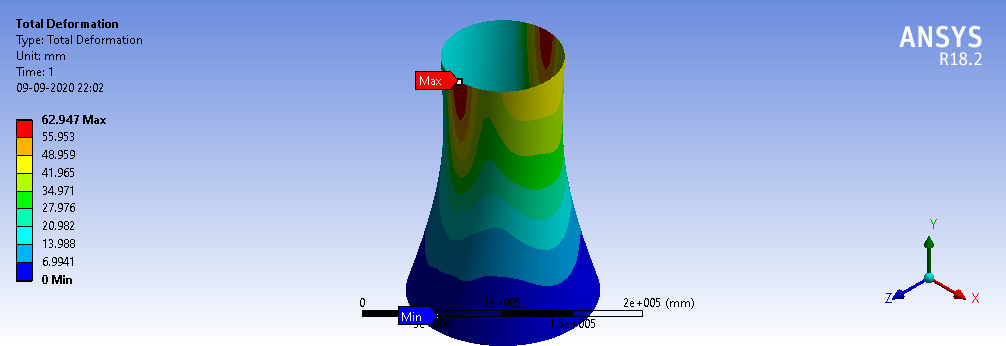 Total Deformation
Type: Total Deformation
Unit: mm
Time: 1
09-09-2020 22:02
62.947 Max
55.953
48.959
41.965
34.971
27.976
20.982
13.988
6.9941
0 Min
Max
ANSYS
R18.2
0
2e+005 (mm)
Min
Y
Z
X